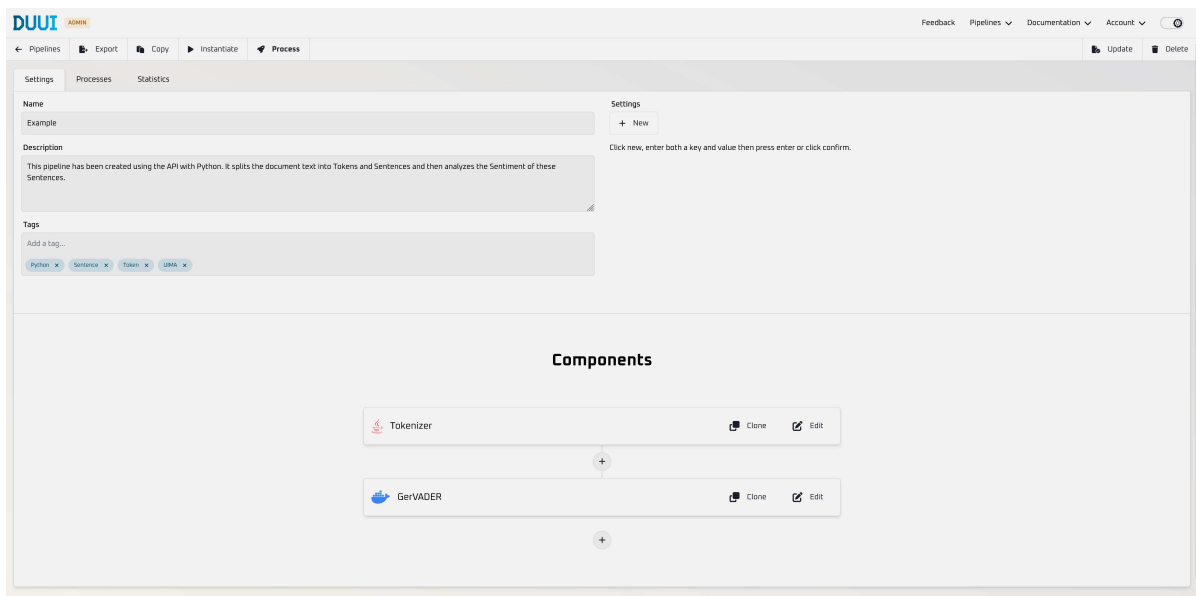 DUUI ADMIN Feedback Pipelines Documentation Account
Pipelines Export Copy Instantiate Process Update Delete
Settings Processes Statistics
Name
Example
Description
This pipeline has been created using the API with Python. It splits the document text into Tokens and Sentences and then analyzes the Sentiment of these
Sentences.
Tags
Add a tag...
Python × Sentence × Token × UIMA ×
Settings
+ New
Click new, enter both a key and value then press enter or click confirm.
Components
Tokenizer Clone Edit
+
GerVADER Clone Edit
+